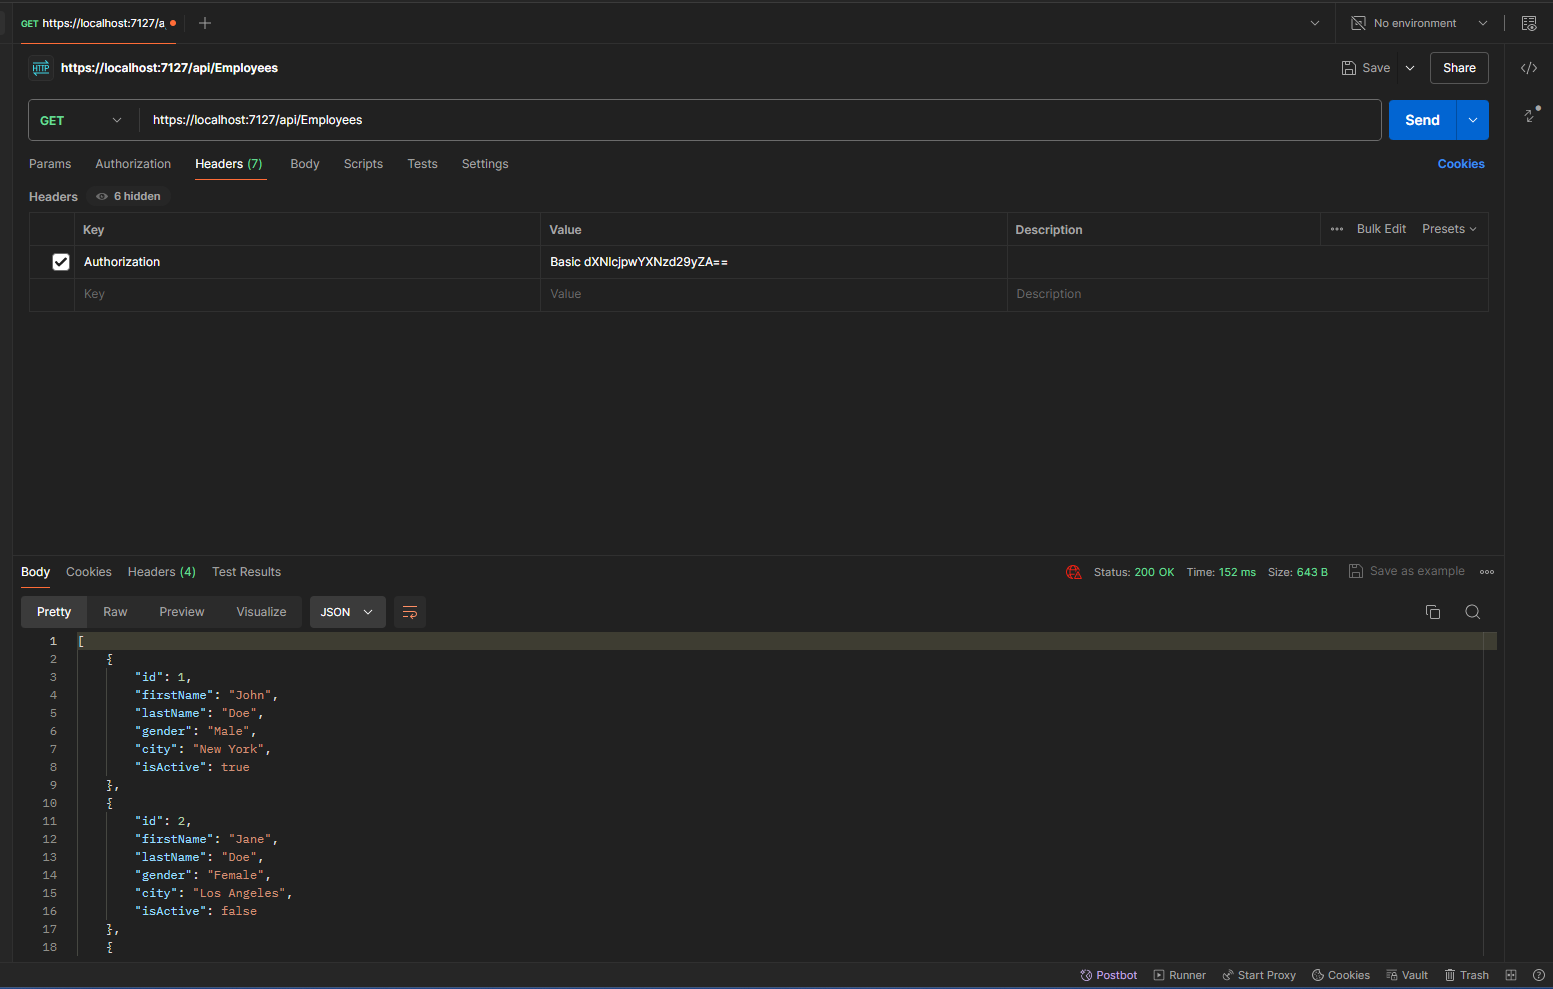 GET https://localhost:7127/a
No environment
HTTP https://localhost:7127/api/Employees
Save
Share
GET https://localhost:7127/api/Employees
Send
Params Authorization Headers (7) Body Scripts Tests Settings Cookies
Headers 6 hidden
Key Value Description Bulk Edit Presets
Authorization Basic dXNlcjpwYXNzd29yZA==
Key Value Description
Body Cookies Headers (4) Test Results Status: 200 OK Time: 152 ms Size: 643 B Save as example
Pretty Raw Preview Visualize JSON
1 [
2 {
3 "id": 1,
4 "firstName": "John",
5 "lastName": "Doe",
6 "gender": "Male",
7 "city": "New York",
8 "isActive": true
9 },
10 {
11 "id": 2,
12 "firstName": "Jane",
13 "lastName": "Doe",
14 "gender": "Female",
15 "city": "Los Angeles",
16 "isActive": false
17 },
18 {
Postbot Runner Start Proxy Cookies Vault Trash